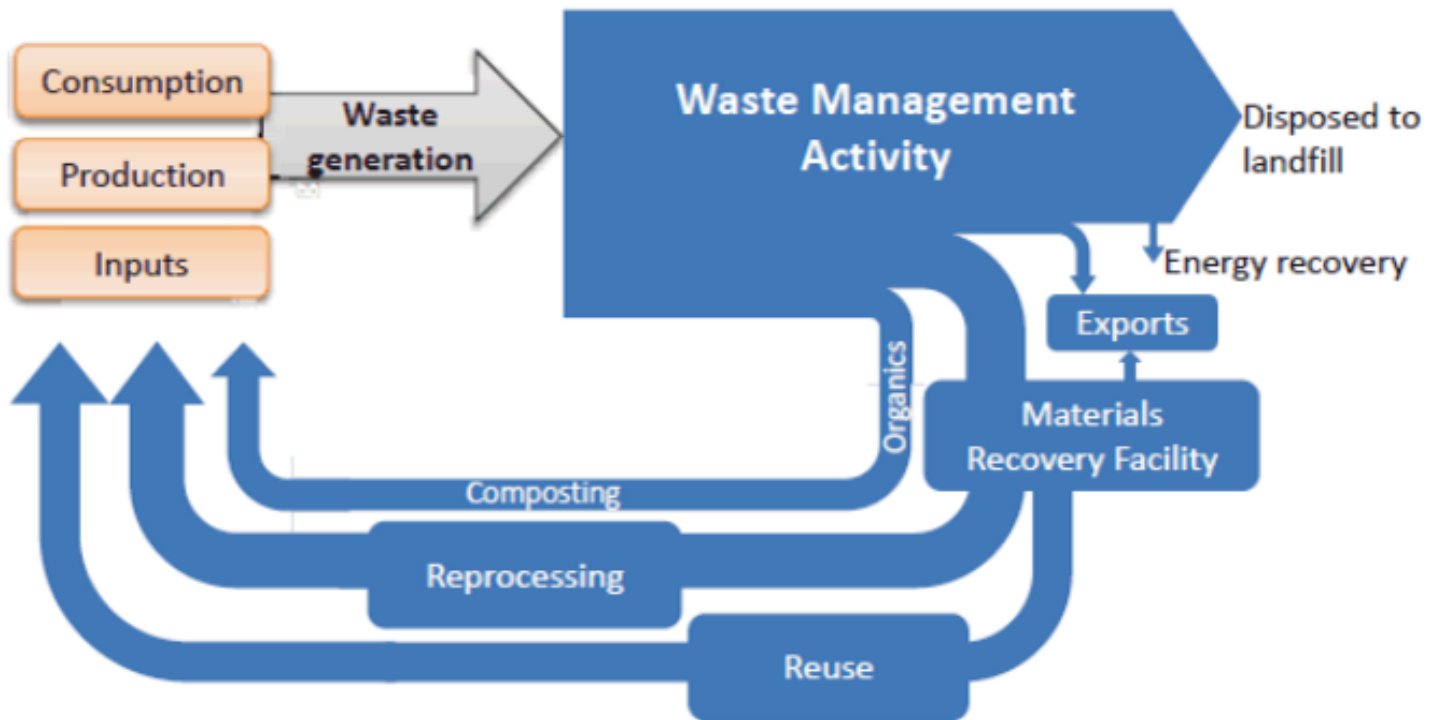 Consumption
Production
Inputs
Waste
generation
Waste Management
Activity
Disposed to
landfill
Energy recovery
Exports
Materials
Recovery Facility
Organics
Composting
Reprocessing
Reuse